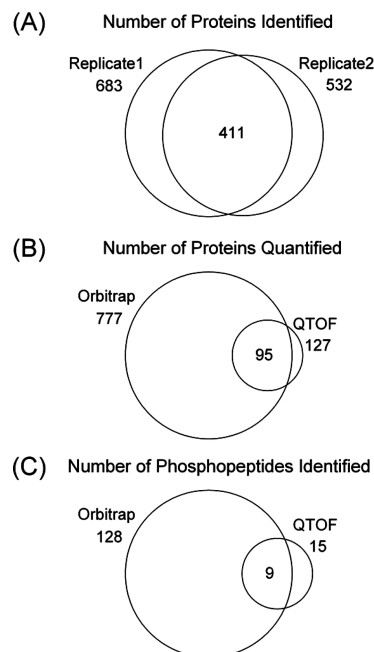 (A) Number of Proteins Identified
Replicate1
683
Replicate2
532
411
(B) Number of Proteins Quantified
Orbitrap
777
QTOF
127
95
(C) Number of Phosphopeptides Identified
Orbitrap
128
QTOF
15
9